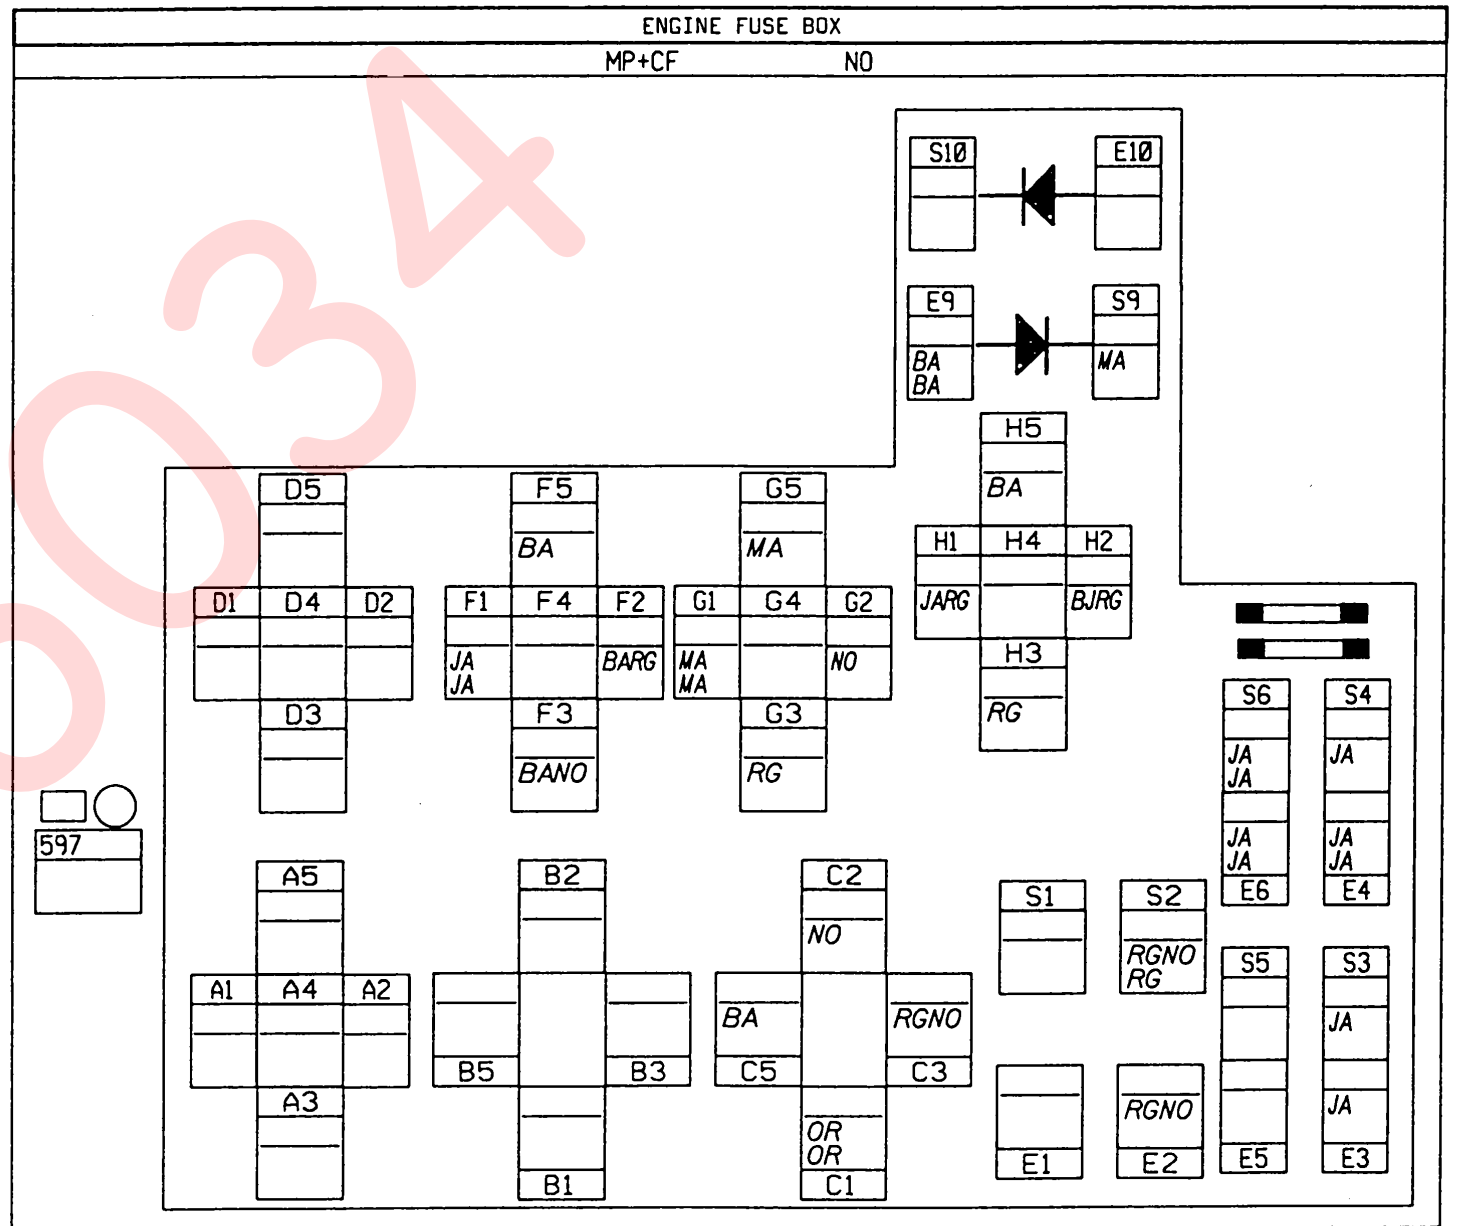 ENGINE FUSE BOX
MP+CF NO
S10 E10
E9 S9
BA MA
BA
H5
BA
D5 F5 G5
BA MA
H1 H4 H2
JARG BJRG
D1 D4 D2 F1 F4 F2 G1 G4 G2
JA BARG MA NO
JA MA
H3
RG
D3 F3 G3
BANO RG
S6 S4
JA JA
JA
JA JA
JA JA
E6 E4
597
A5 B2 C2
NO
S1 S2
RGNO
RG
S5 S3
JA
A1 A4 A2
BA RGNO
B5 B3 C5 C3
A3
RGNO
JA
OR
OR
E1 E2 E5 E3
B1 C1
6034